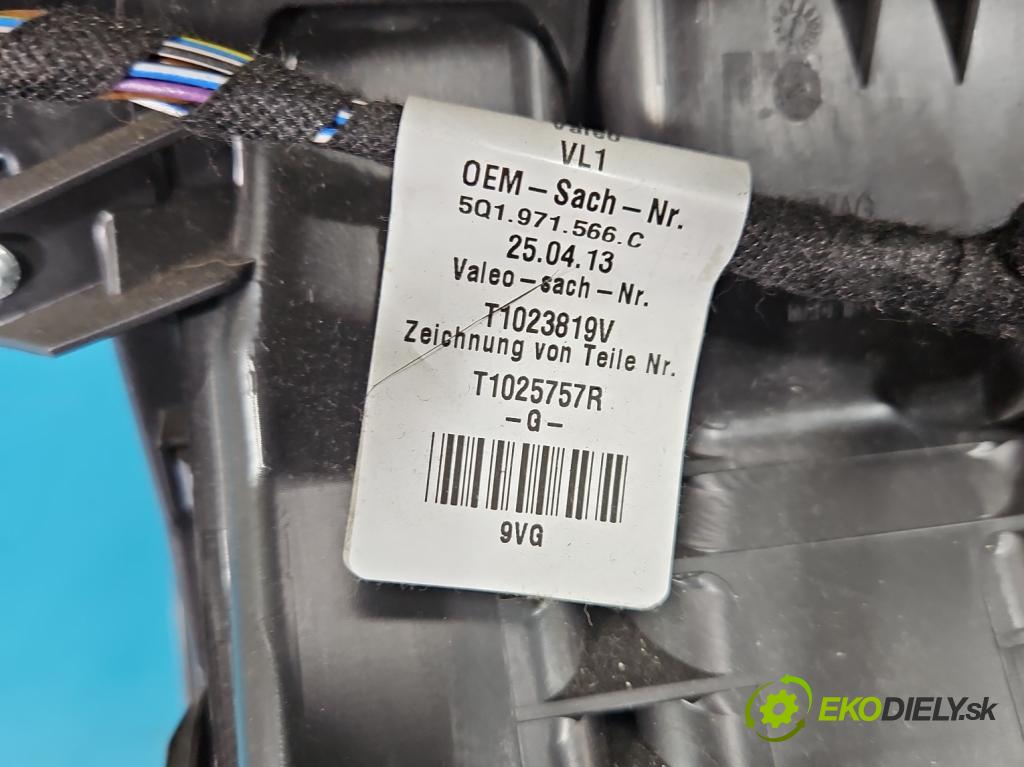 Valeo
VL1
OEM-Sach-Nr.
5Q1.971.566.C
25.04.13
Valeo-sach-Nr.
T1023819V
Zeichnung von Teile Nr.
T1025757R
-G-
9VG
EKODIELY.sk